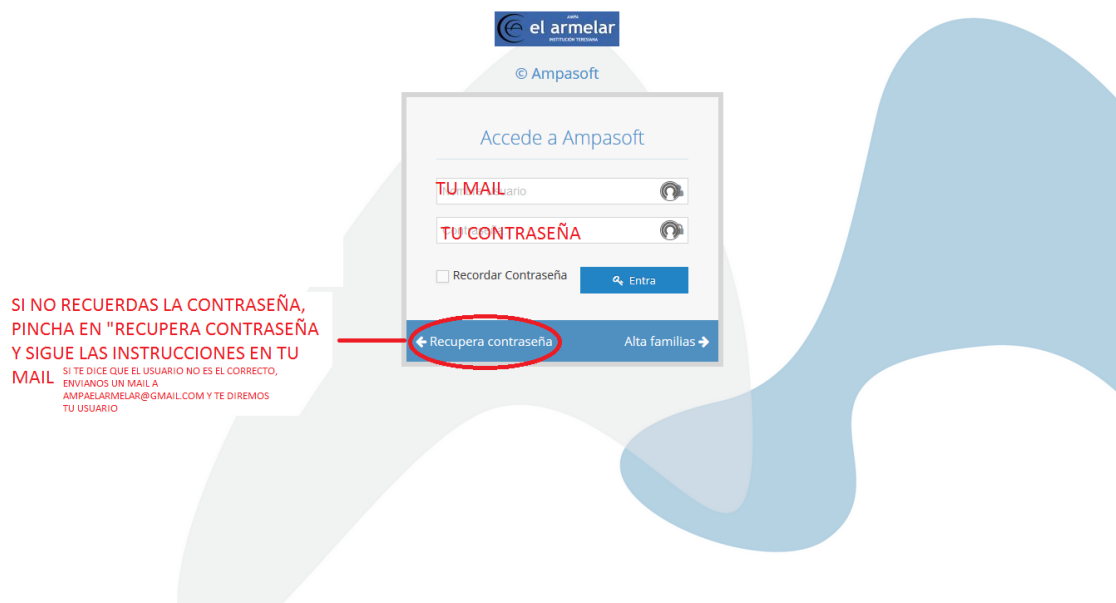 AMPA
el armelar
INSTITUCIÓN TERESIANA
© Ampasoft
Accede a Ampasoft
TU MAIL
TU CONTRASEÑA
Recordar Contraseña
Entra
Recupera contraseña
Alta familias
SI NO RECUERDAS LA CONTRASEÑA,
PINCHA EN "RECUPERA CONTRASEÑA
Y SIGUE LAS INSTRUCCIONES EN TU
MAIL
SI TE DICE QUE EL USUARIO NO ES EL CORRECTO,
ENVIANOS UN MAIL A
AMPAELARMELAR@GMAIL.COM Y TE DIREMOS
TU USUARIO